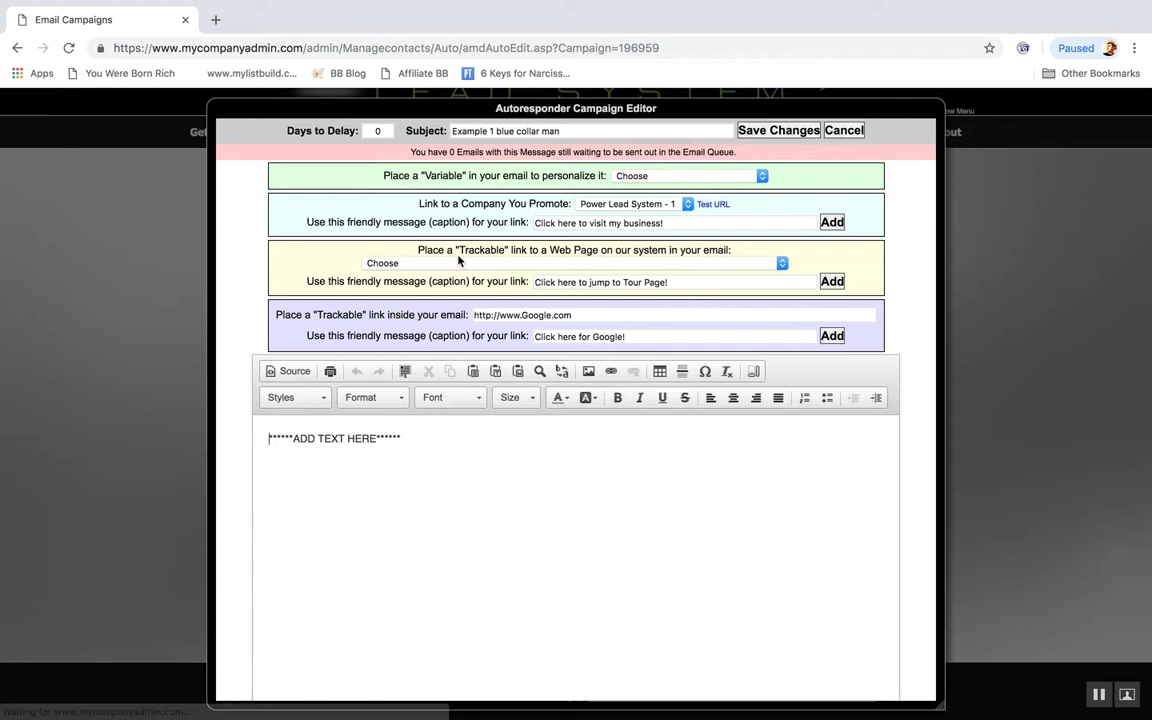 Email Campaigns
https://www.mycompanyadmin.com/admin/Managecontacts/Auto/amdAutoEdit.asp?Campaign=196959
Paused
Apps You Were Born Rich www.mylistbuild.c... BB Blog Affiliate BB PT 6 Keys for Narciss... Other Bookmarks
Autoresponder Campaign Editor
Days to Delay: 0 Subject: Example 1 blue collar man Save Changes Cancel
You have 0 Emails with this Message still waiting to be sent out in the Email Queue.
Place a "Variable" in your email to personalize it: Choose
Link to a Company You Promote: Power Lead System - 1 Test URL
Use this friendly message (caption) for your link: Click here to visit my business! Add
Place a "Trackable" link to a Web Page on our system in your email:
Choose
Use this friendly message (caption) for your link: Click here to jump to Tour Page! Add
Place a "Trackable" link inside your email: http://www.Google.com
Use this friendly message (caption) for your link: Click here for Google! Add
Source
Styles Format Font Size A A B I U S
******ADD TEXT HERE******
Waiting for www.mycompanyadmin.com...